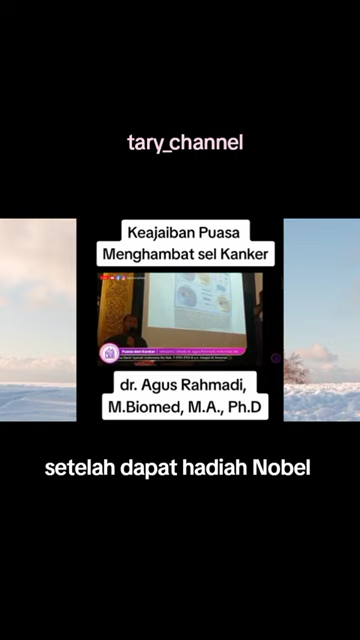 tary_channel
Keajaiban Puasa
Menghambat sel Kanker
dr. Agus Rahmadi,
M.Biomed, M.A., Ph.D
setelah dapat hadiah Nobel